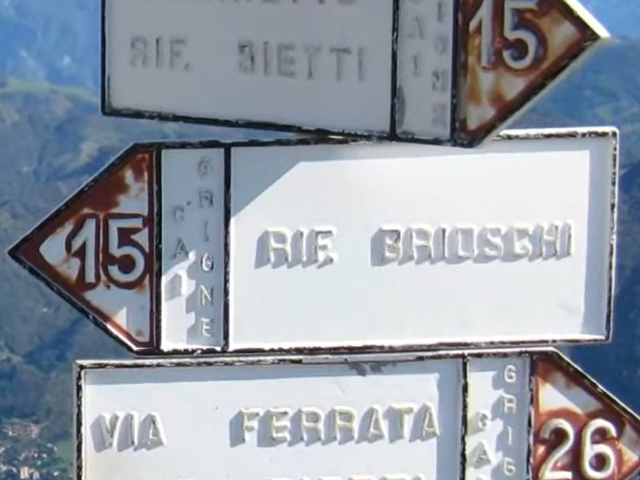 RIF. BIETTI
15
15
CAI
GRIGNE
RIF. BRIOSCHI
VIA FERRATA
26